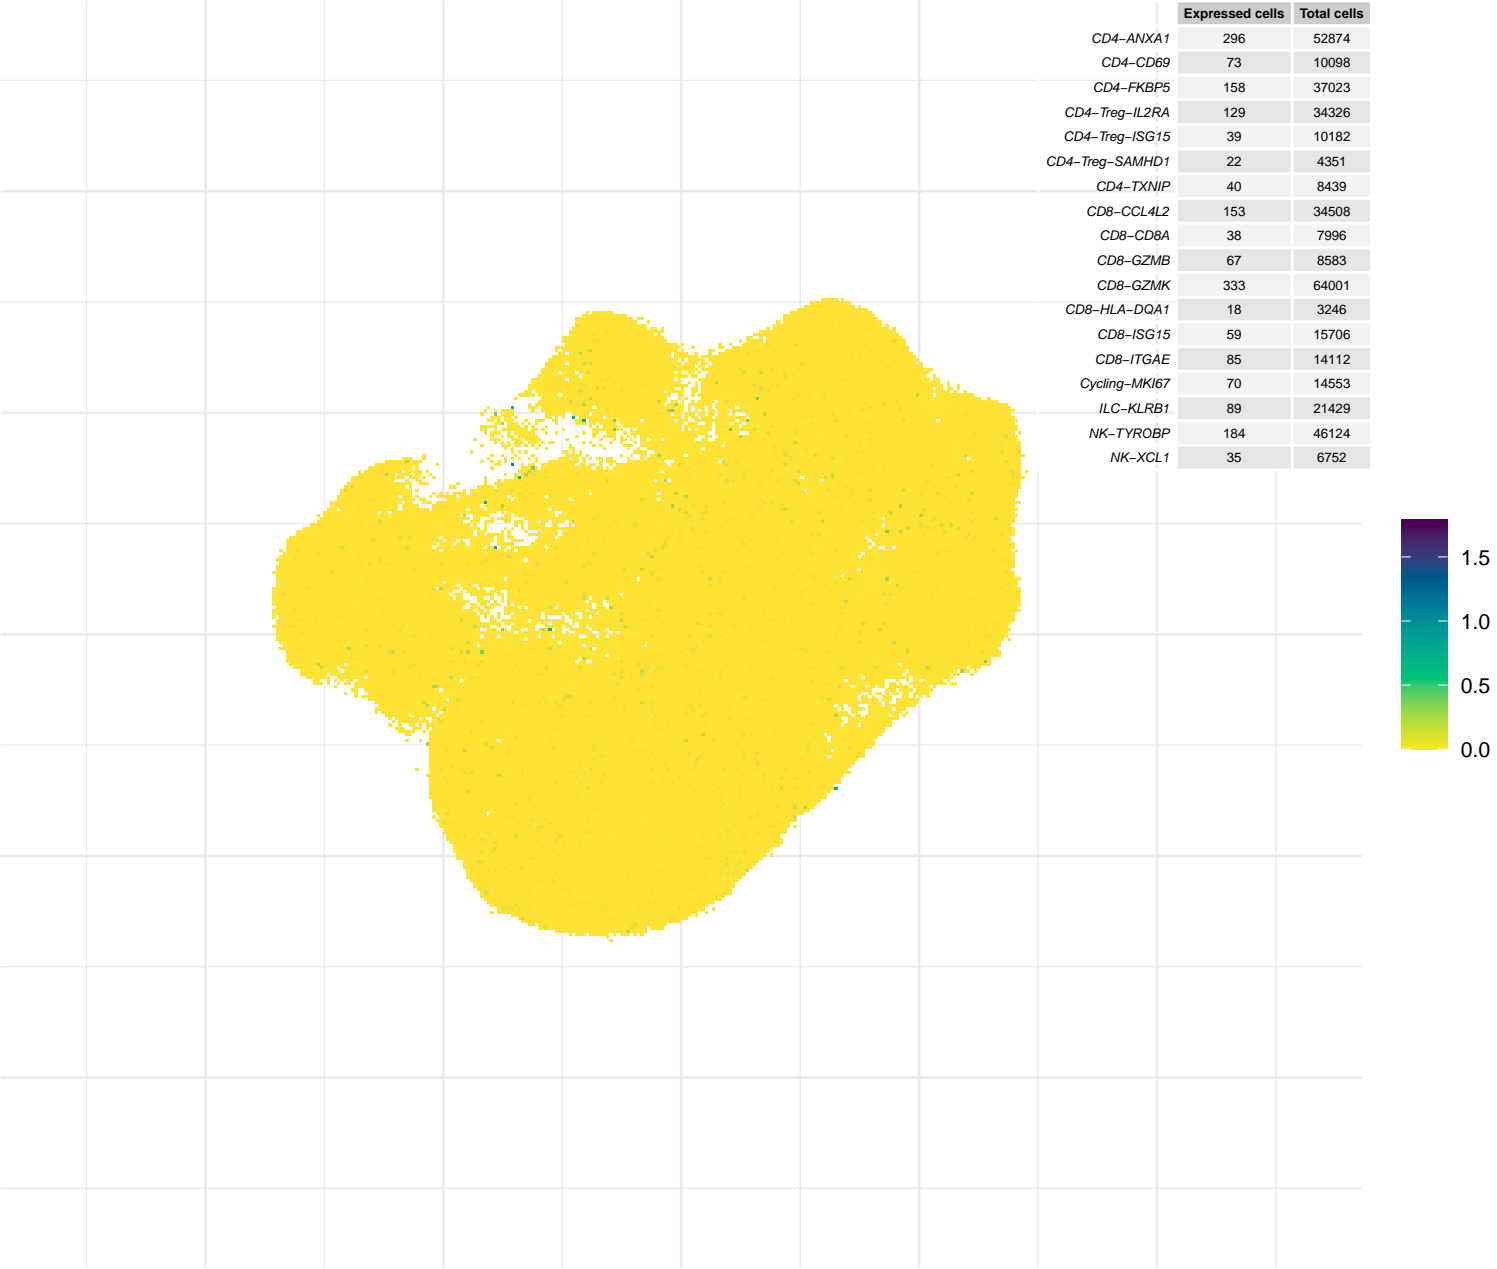 Expressed cells Total cells
CD4−ANXA1 296 52874
CD4−CD69 73 10098
CD4−FKBP5 158 37023
CD4−Treg−IL2RA 129 34326
CD4−Treg−ISG15 39 10182
CD4−Treg−SAMHD1 22 4351
CD4−TXNIP 40 8439
CD8−CCL4L2 153 34508
CD8−CD8A 38 7996
CD8−GZMB 67 8583
CD8−GZMK 333 64001
CD8−HLA−DQA1 18 3246
CD8−ISG15 59 15706
CD8−ITGAE 85 14112
Cycling−MKI67 70 14553
ILC−KLRB1 89 21429
NK−TYROBP 184 46124
NK−XCL1 35 6752
1.5
1.0
0.5
0.0